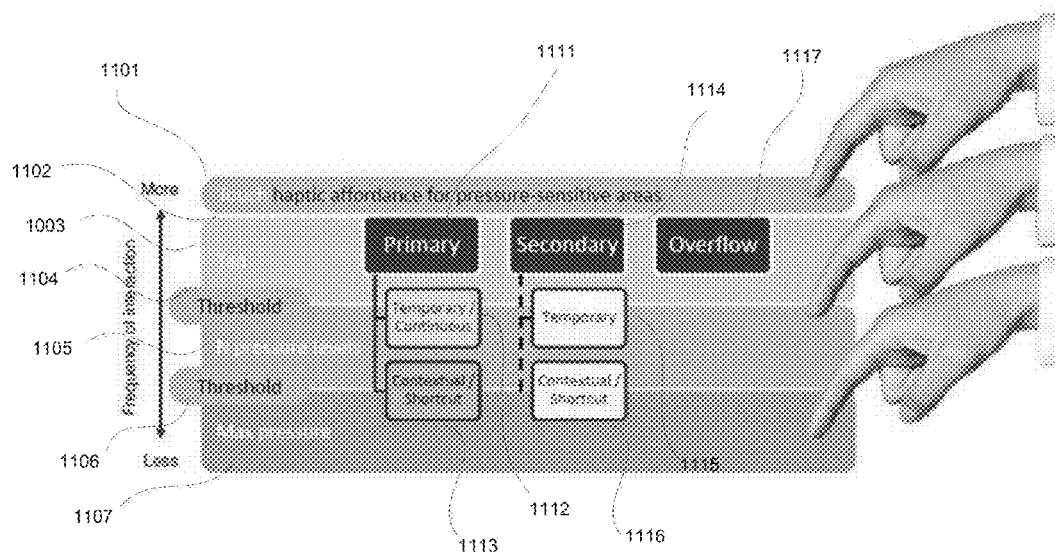 1101
1111
1117
1114
1102
More
haptic affordance for pressure-sensitive areas
1003
Primary
Secondary
Overflow
1104
Threshold
Temporary /
Continuous
Temporary
1105
Frequency of interaction
Threshold
Contextual /
Shortcut
Contextual /
Shortcut
1106
Less
1115
1107
1112
1116
1113